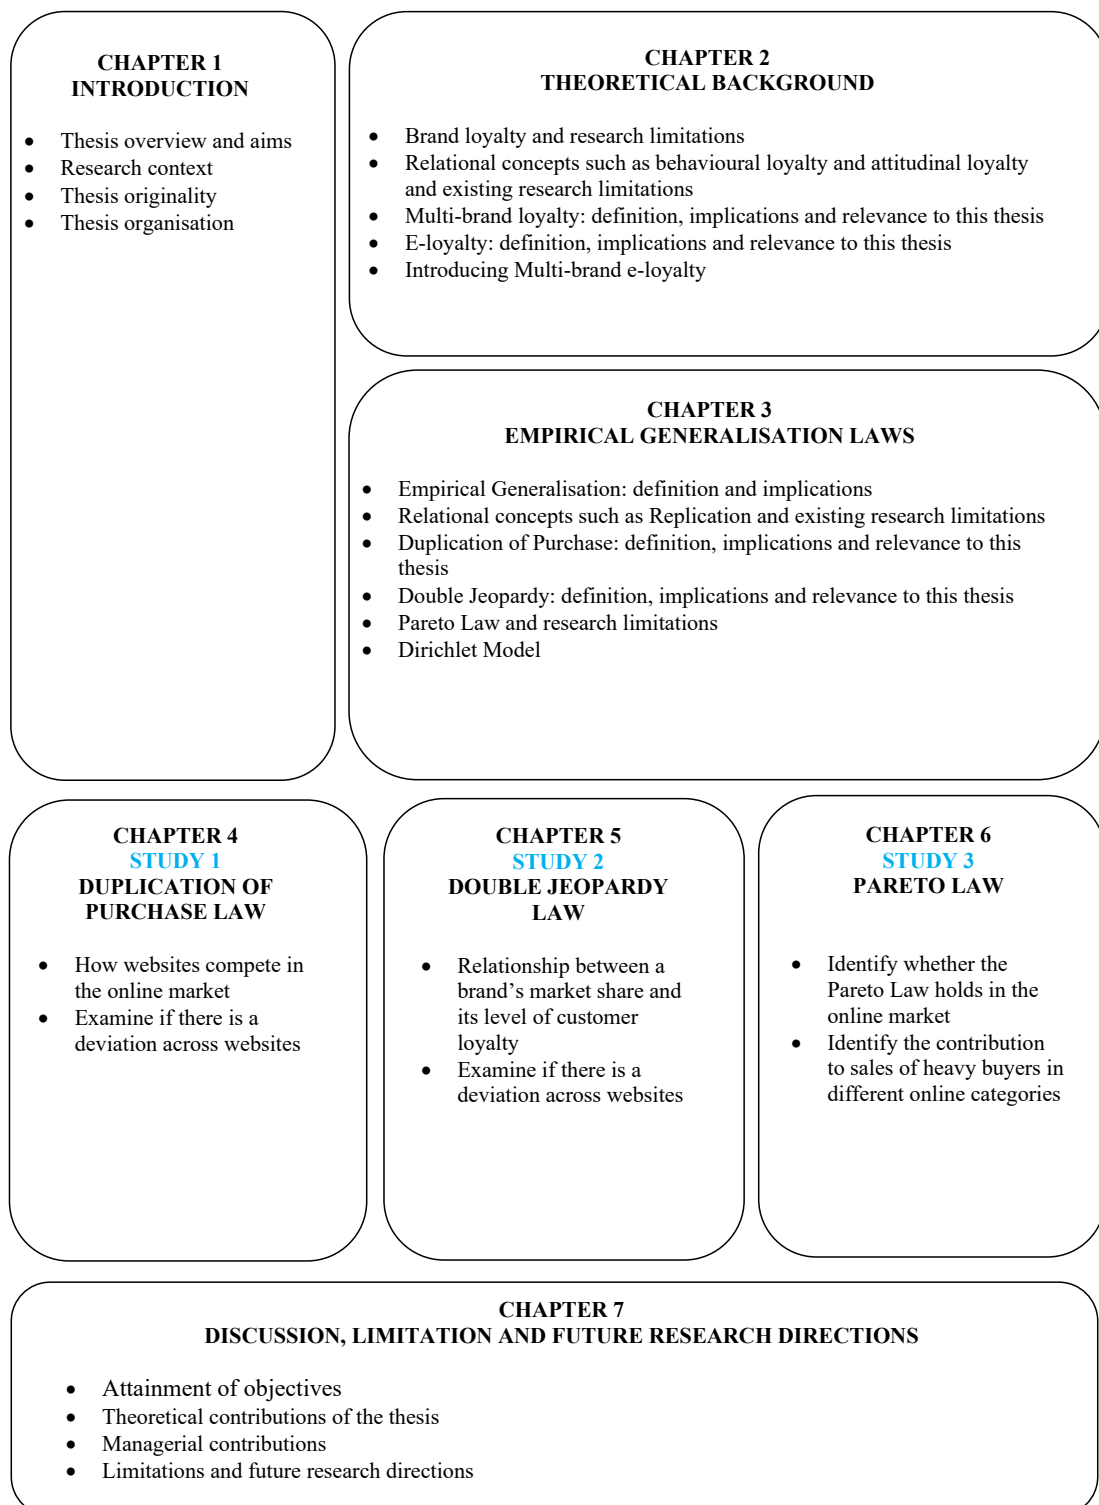 CHAPTER 1
INTRODUCTION
• Thesis overview and aims
• Research context
• Thesis originality
• Thesis organisation
CHAPTER 2
THEORETICAL BACKGROUND
• Brand loyalty and research limitations
• Relational concepts such as behavioural loyalty and attitudinal loyalty
and existing research limitations
• Multi-brand loyalty: definition, implications and relevance to this thesis
• E-loyalty: definition, implications and relevance to this thesis
• Introducing Multi-brand e-loyalty
CHAPTER 3
EMPIRICAL GENERALISATION LAWS
• Empirical Generalisation: definition and implications
• Relational concepts such as Replication and existing research limitations
• Duplication of Purchase: definition, implications and relevance to this
thesis
• Double Jeopardy: definition, implications and relevance to this thesis
• Pareto Law and research limitations
• Dirichlet Model
CHAPTER 4
STUDY 1
DUPLICATION OF
PURCHASE LAW
• How websites compete in
the online market
• Examine if there is a
deviation across websites
CHAPTER 5
STUDY 2
DOUBLE JEOPARDY
LAW
• Relationship between a
brand's market share and
its level of customer
loyalty
• Examine if there is a
deviation across websites
CHAPTER 6
STUDY 3
PARETO LAW
• Identify whether the
Pareto Law holds in the
online market
• Identify the contribution
to sales of heavy buyers in
different online categories
CHAPTER 7
DISCUSSION, LIMITATION AND FUTURE RESEARCH DIRECTIONS
• Attainment of objectives
• Theoretical contributions of the thesis
• Managerial contributions
• Limitations and future research directions